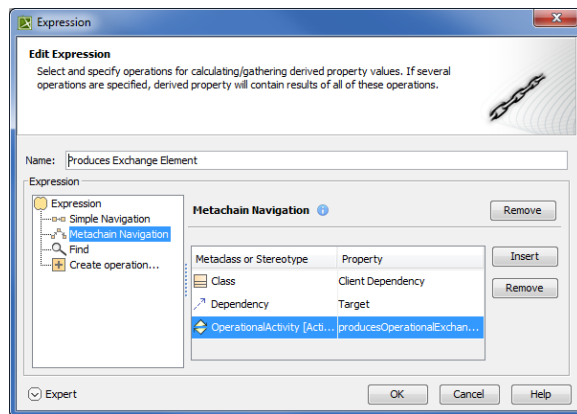 Expression
Edit Expression
Select and specify operations for calculating/gathering derived property values. If several
operations are specified, derived property will contain results of all of these operations.
Name: Produces Exchange Element
Expression
Expression
Simple Navigation
Metachain Navigation
Find
Create operation...
Metachain Navigation
Remove
Metaclass or Stereotype Property
Class Client Dependency
Dependency Target
OperationalActivity [Acti... producesOperationalExchan...
Insert
Remove
Expert
OK Cancel Help